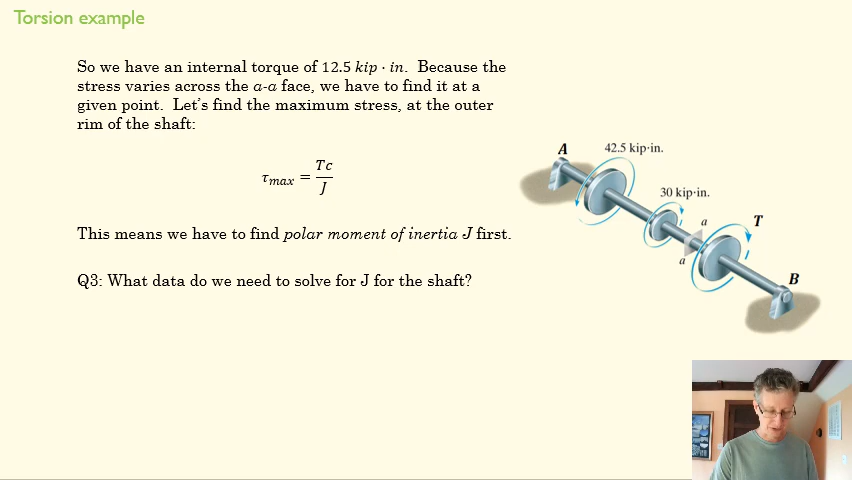 Torsion example
So we have an internal torque of 12.5 kip · in. Because the
stress varies across the a-a face, we have to find it at a
given point. Let's find the maximum stress, at the outer
rim of the shaft:
τmax = Tc/J
This means we have to find polar moment of inertia J first.
Q3: What data do we need to solve for J for the shaft?
A
42.5 kip·in.
30 kip·in.
a
T
a
B